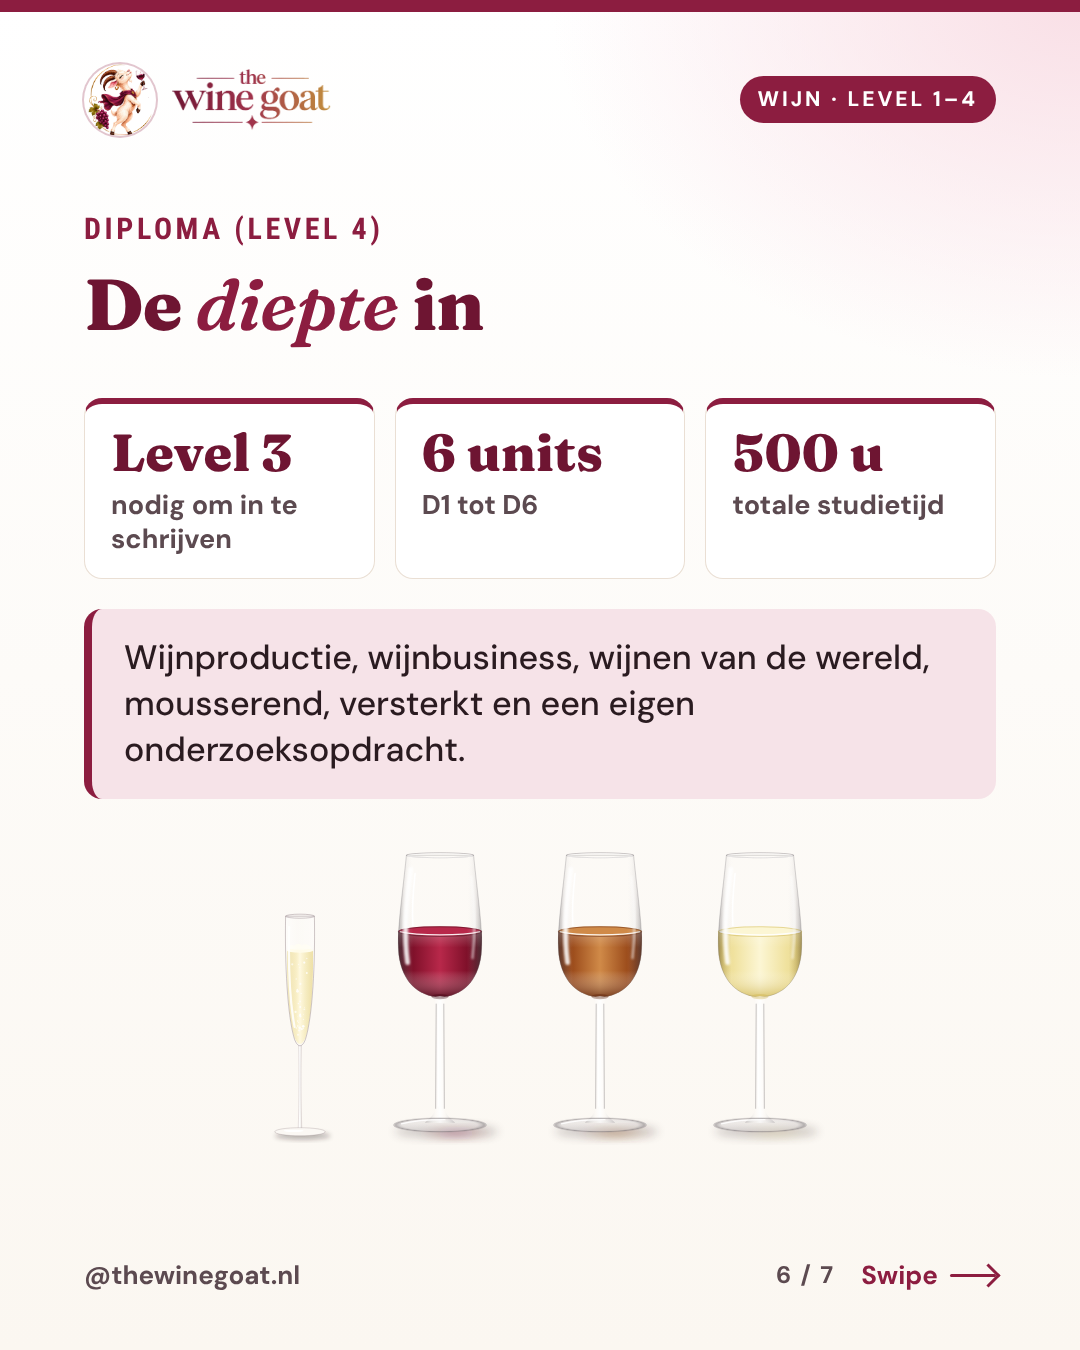 the
wine goat
WIJN · LEVEL 1–4
DIPLOMA (LEVEL 4)
De diepte in
Level 3
nodig om in te
schrijven
6 units
D1 tot D6
500 u
totale studietijd
Wijnproductie, wijnbusiness, wijnen van de wereld,
mousserend, versterkt en een eigen
onderzoeksopdracht.
@thewinegoat.nl
6 / 7
Swipe